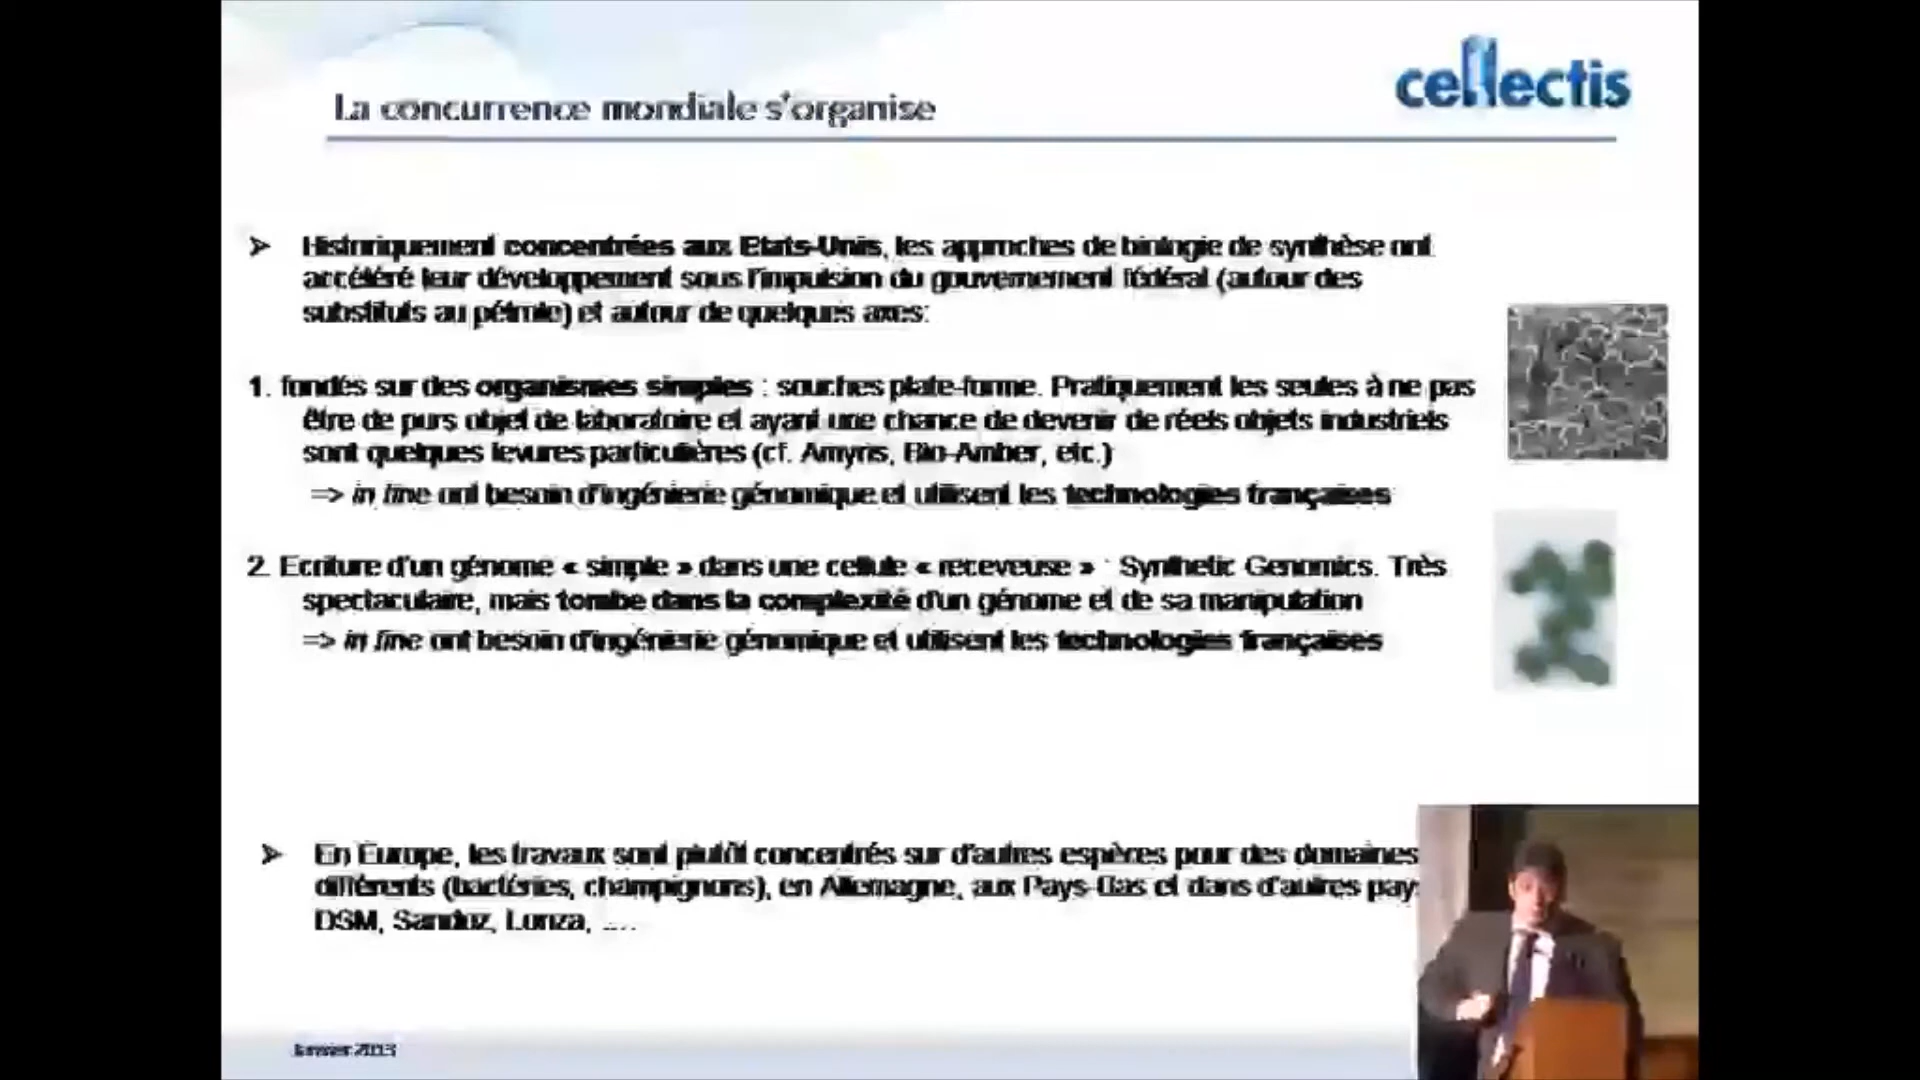 cellectis
La concurrence mondiale s'organise
➢ Historiquement concentrées aux Etats-Unis, les approches de biologie de synthèse ont
accéléré leur développement sous l'impulsion du gouvernement fédéral (autour des
substituts au pétrole) et autour de quelques axes:
1. fondés sur des organismes simples : souches plate-forme. Pratiquement les seules à ne pas
être de purs objet de laboratoire et ayant une chance de devenir de réels objets industriels
sont quelques levures particulières (cf. Amyris, Bio-Amber, etc.)
=> in fine ont besoin d'ingénierie génomique et utilisent les technologies françaises
2. Ecriture d'un génome « simple » dans une cellule « receveuse » : Synthetic Genomics. Très
spectaculaire, mais tombe dans la complexité d'un génome et de sa manipulation
=> in fine ont besoin d'ingénierie génomique et utilisent les technologies françaises
➢ En Europe, les travaux sont plutôt concentrés sur d'autres espèces pour des domaines
différents (bactéries, champignons), en Allemagne, aux Pays-Bas et dans d'autres pay
DSM, Sandoz, Lonza, ....
Janvier 2013